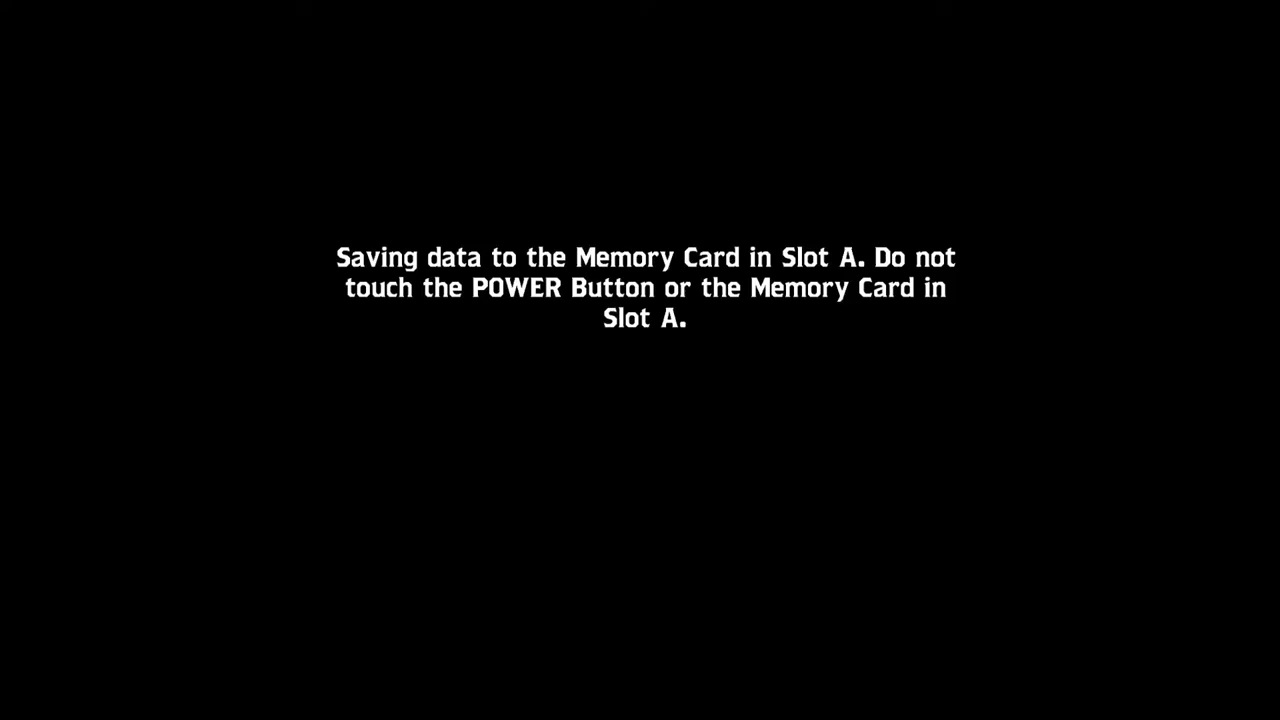 Saving data to the Memory Card in Slot A. Do not
touch the POWER Button or the Memory Card in
Slot A.